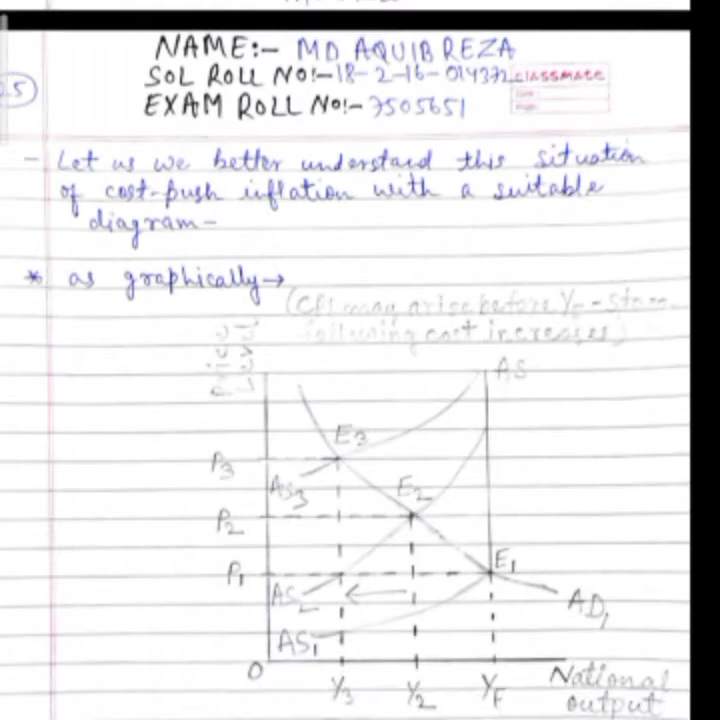 NAME:- MD AQUIB REZA
SOL ROLL NO:- 18-2-16-014372
CLASSMATE
EXAM ROLL NO:- 7505651
- Let us we better understand this situation
of cost-push inflation with a suitable
diagram-
* as graphically→
(CPI may arise before YF -
following cost increases)
Price
Level
AS
E3
P3
AS3
E2
P2
E1
P1
AS2
AD1
AS1
0
Y3
Y2
YF
National
output